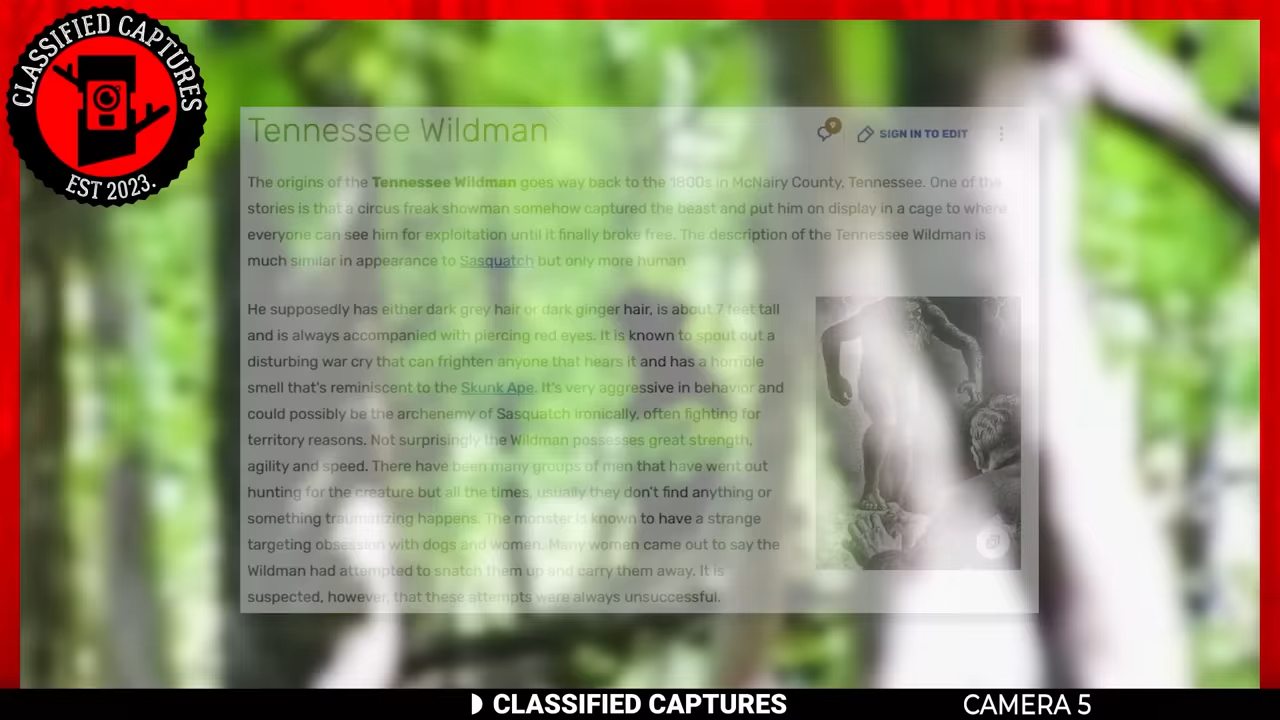 CLASSIFIED CAPTURES
EST 2023.
Tennessee Wildman
9
SIGN IN TO EDIT
The origins of the Tennessee Wildman goes way back to the 1800s in McNairy County, Tennessee. One of the
stories is that a circus freak showman somehow captured the beast and put him on display in a cage to where
everyone can see him for exploitation until it finally broke free. The description of the Tennessee Wildman is
much similar in appearance to Sasquatch but only more human
He supposedly has either dark grey hair or dark ginger hair, is about 7 feet tall
and is always accompanied with piercing red eyes. It is known to spout out a
disturbing war cry that can frighten anyone that hears it and has a horrible
smell that's reminiscent to the Skunk Ape. It's very aggressive in behavior and
could possibly be the archenemy of Sasquatch ironically, often fighting for
territory reasons. Not surprisingly the Wildman possesses great strength,
agility and speed. There have been many groups of men that have went out
hunting for the creature but all the times, usually they don't find anything or
something traumatizing happens. The monster is known to have a strange
targeting obsession with dogs and women. Many women came out to say the
Wildman had attempted to snatch them up and carry them away. It is
suspected, however, that these attempts were always unsuccessful.
CLASSIFIED CAPTURES
CAMERA 5